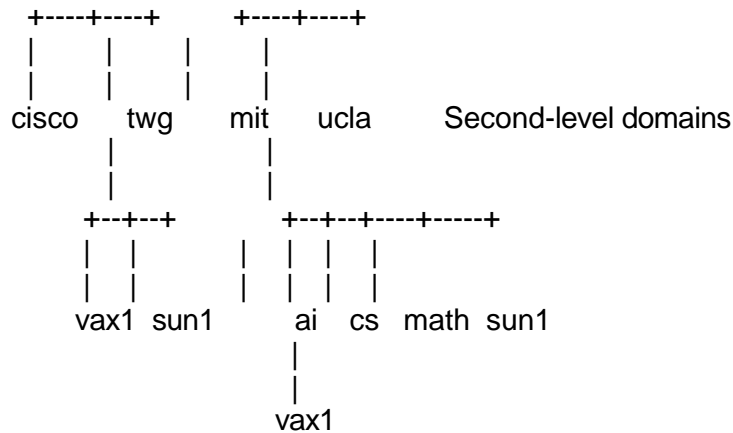 +----+----+ +----+----+
| | | |
| | | |
cisco twg mit ucla Second-level domains
| |
| |
+--+--+ +--+--+----+-----+
| | | | | |
| | | | | |
vax1 sun1 ai cs math sun1
|
|
vax1